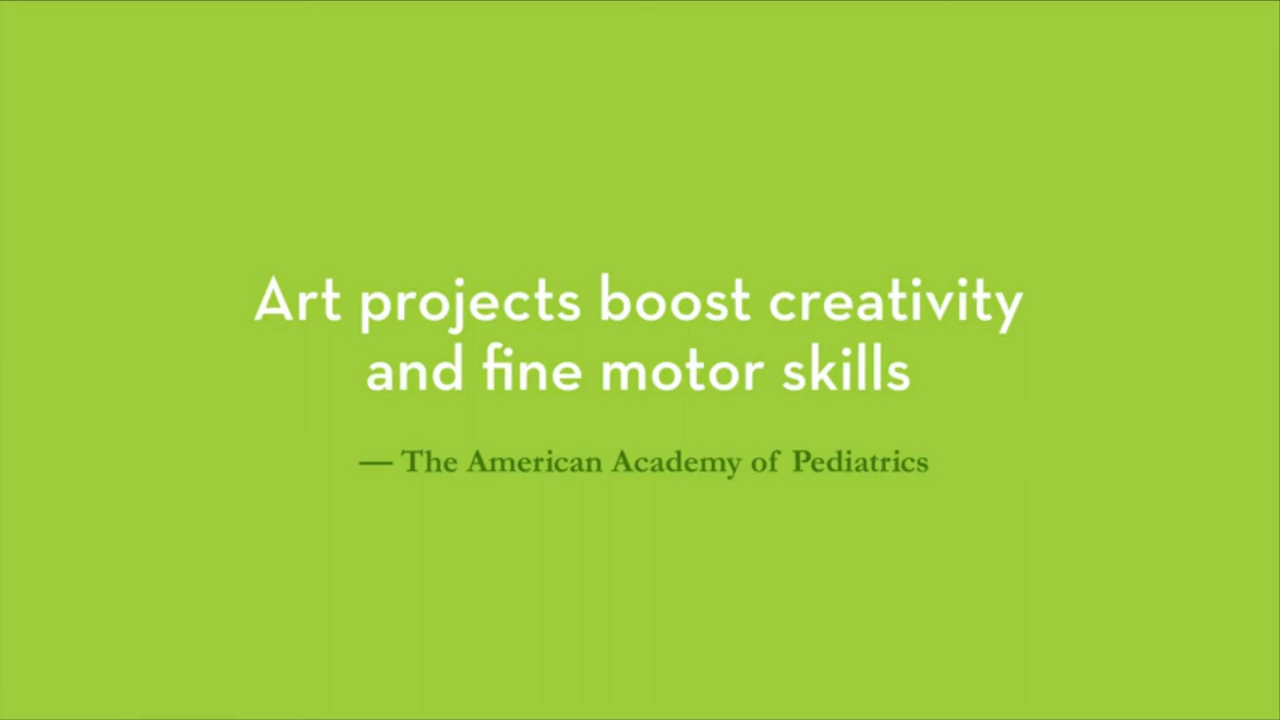 Art projects boost creativity
and fine motor skills
— The American Academy of Pediatrics